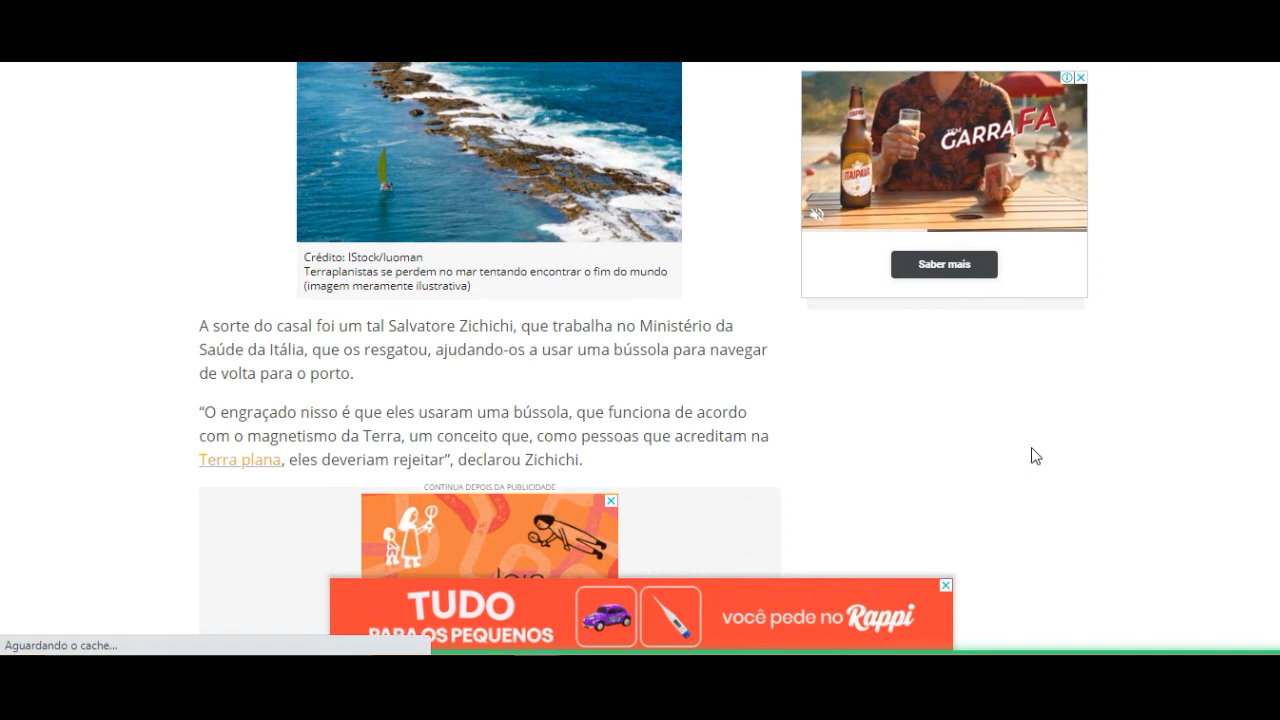 TEM
GARRAFA
ITAIPAVA
Saber mais
Crédito: IStock/luoman
Terraplanistas se perdem no mar tentando encontrar o fim do mundo
(imagem meramente ilustrativa)
A sorte do casal foi um tal Salvatore Zichichi, que trabalha no Ministério da
Saúde da Itália, que os resgatou, ajudando-os a usar uma bússola para navegar
de volta para o porto.
“O engraçado nisso é que eles usaram uma bússola, que funciona de acordo
com o magnetismo da Terra, um conceito que, como pessoas que acreditam na
Terra plana, eles deveriam rejeitar”, declarou Zichichi.
CONTINUA DEPOIS DA PUBLICIDADE
TUDO
PARA OS PEQUENOS
você pede no Rappi
Aguardando o cache...